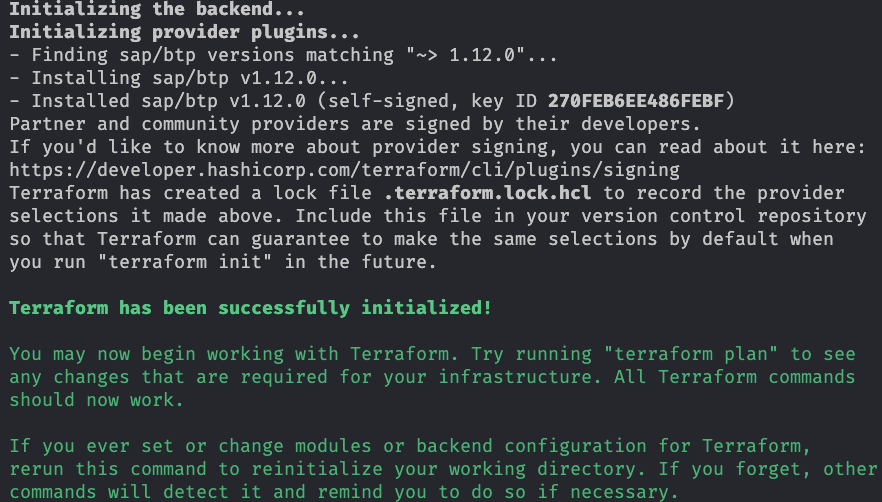 Initializing the backend...
Initializing provider plugins...
- Finding sap/btp versions matching "~> 1.12.0"...
- Installing sap/btp v1.12.0...
- Installed sap/btp v1.12.0 (self-signed, key ID 270FEB6EE486FEBF)
Partner and community providers are signed by their developers.
If you'd like to know more about provider signing, you can read about it here:
https://developer.hashicorp.com/terraform/cli/plugins/signing
Terraform has created a lock file .terraform.lock.hcl to record the provider
selections it made above. Include this file in your version control repository
so that Terraform can guarantee to make the same selections by default when
you run "terraform init" in the future.

Terraform has been successfully initialized!

You may now begin working with Terraform. Try running "terraform plan" to see
any changes that are required for your infrastructure. All Terraform commands
should now work.

If you ever set or change modules or backend configuration for Terraform,
rerun this command to reinitialize your working directory. If you forget, other
commands will detect it and remind you to do so if necessary.